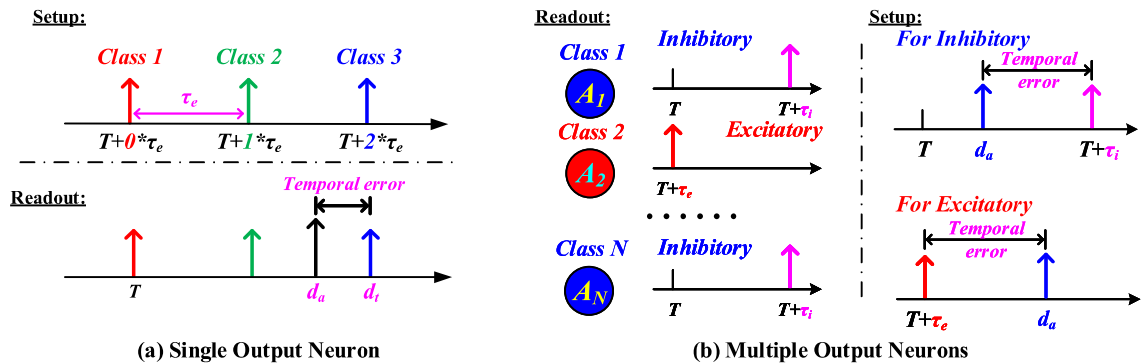 Setup:
Class 1
Class 2
Class 3
τe
T+0*τe
T+1*τe
T+2*τe
Readout:
Temporal error
T
da
dt
(a) Single Output Neuron
Readout:
Class 1
Inhibitory
A1
T
T+τi
Class 2
Excitatory
A2
T+τe
Class N
Inhibitory
AN
T
T+τi
Setup:
For Inhibitory
Temporal
error
T
da
T+τi
For Excitatory
Temporal
error
T+τe
da
(b) Multiple Output Neurons